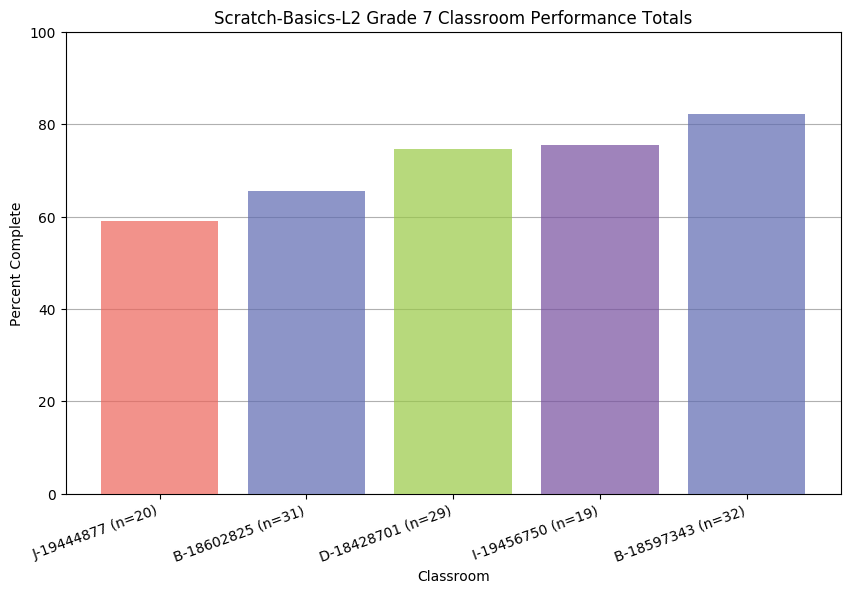 Scratch-Basics-L2 Grade 7 Classroom Performance Totals
Percent Complete
100
80
60
40
20
0
J-19444877 (n=20)
B-18602825 (n=31)
D-18428701 (n=29)
I-19456750 (n=19)
B-18597343 (n=32)
Classroom